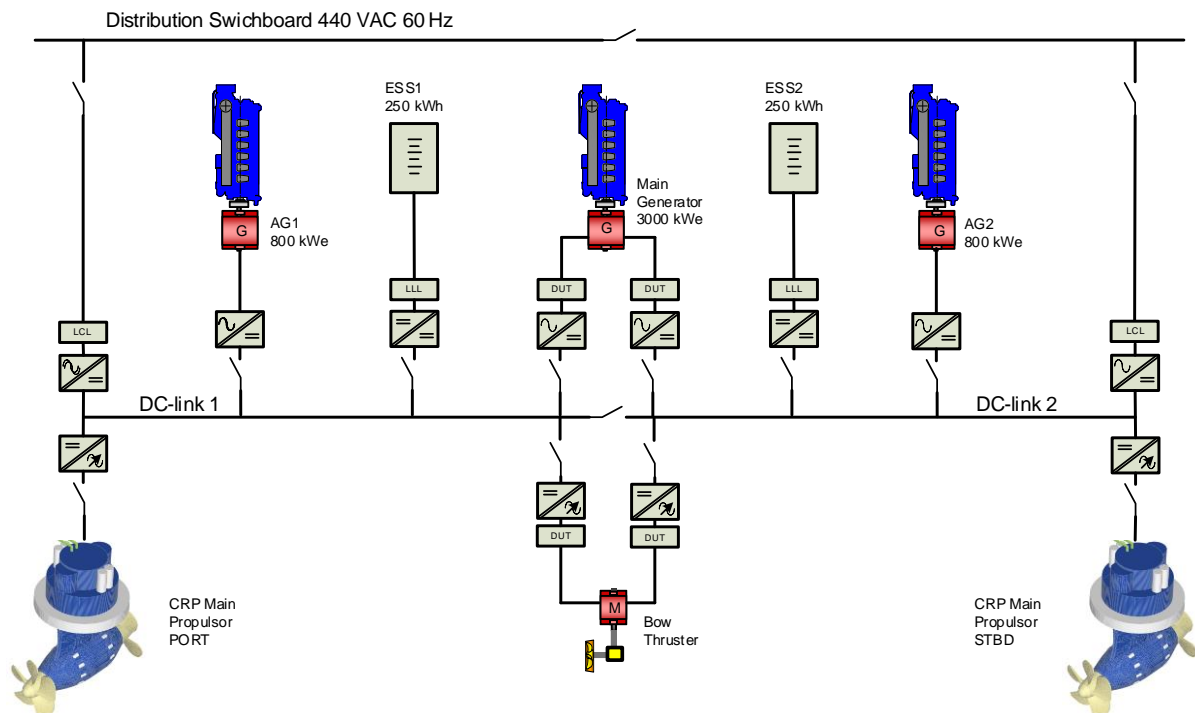 Distribution Swichboard 440 VAC 60 Hz
ESS1
250 kWh
ESS2
250 kWh
Main
Generator
3000 kWe
AG1
800 kWe
G
G
AG2
800 kWe
G
LLL
DUT
DUT
LLL
LCL
LCL
DC-link 1
DC-link 2
DUT
DUT
CRP Main
Propulsor
PORT
M
Bow
Thruster
CRP Main
Propulsor
STBD